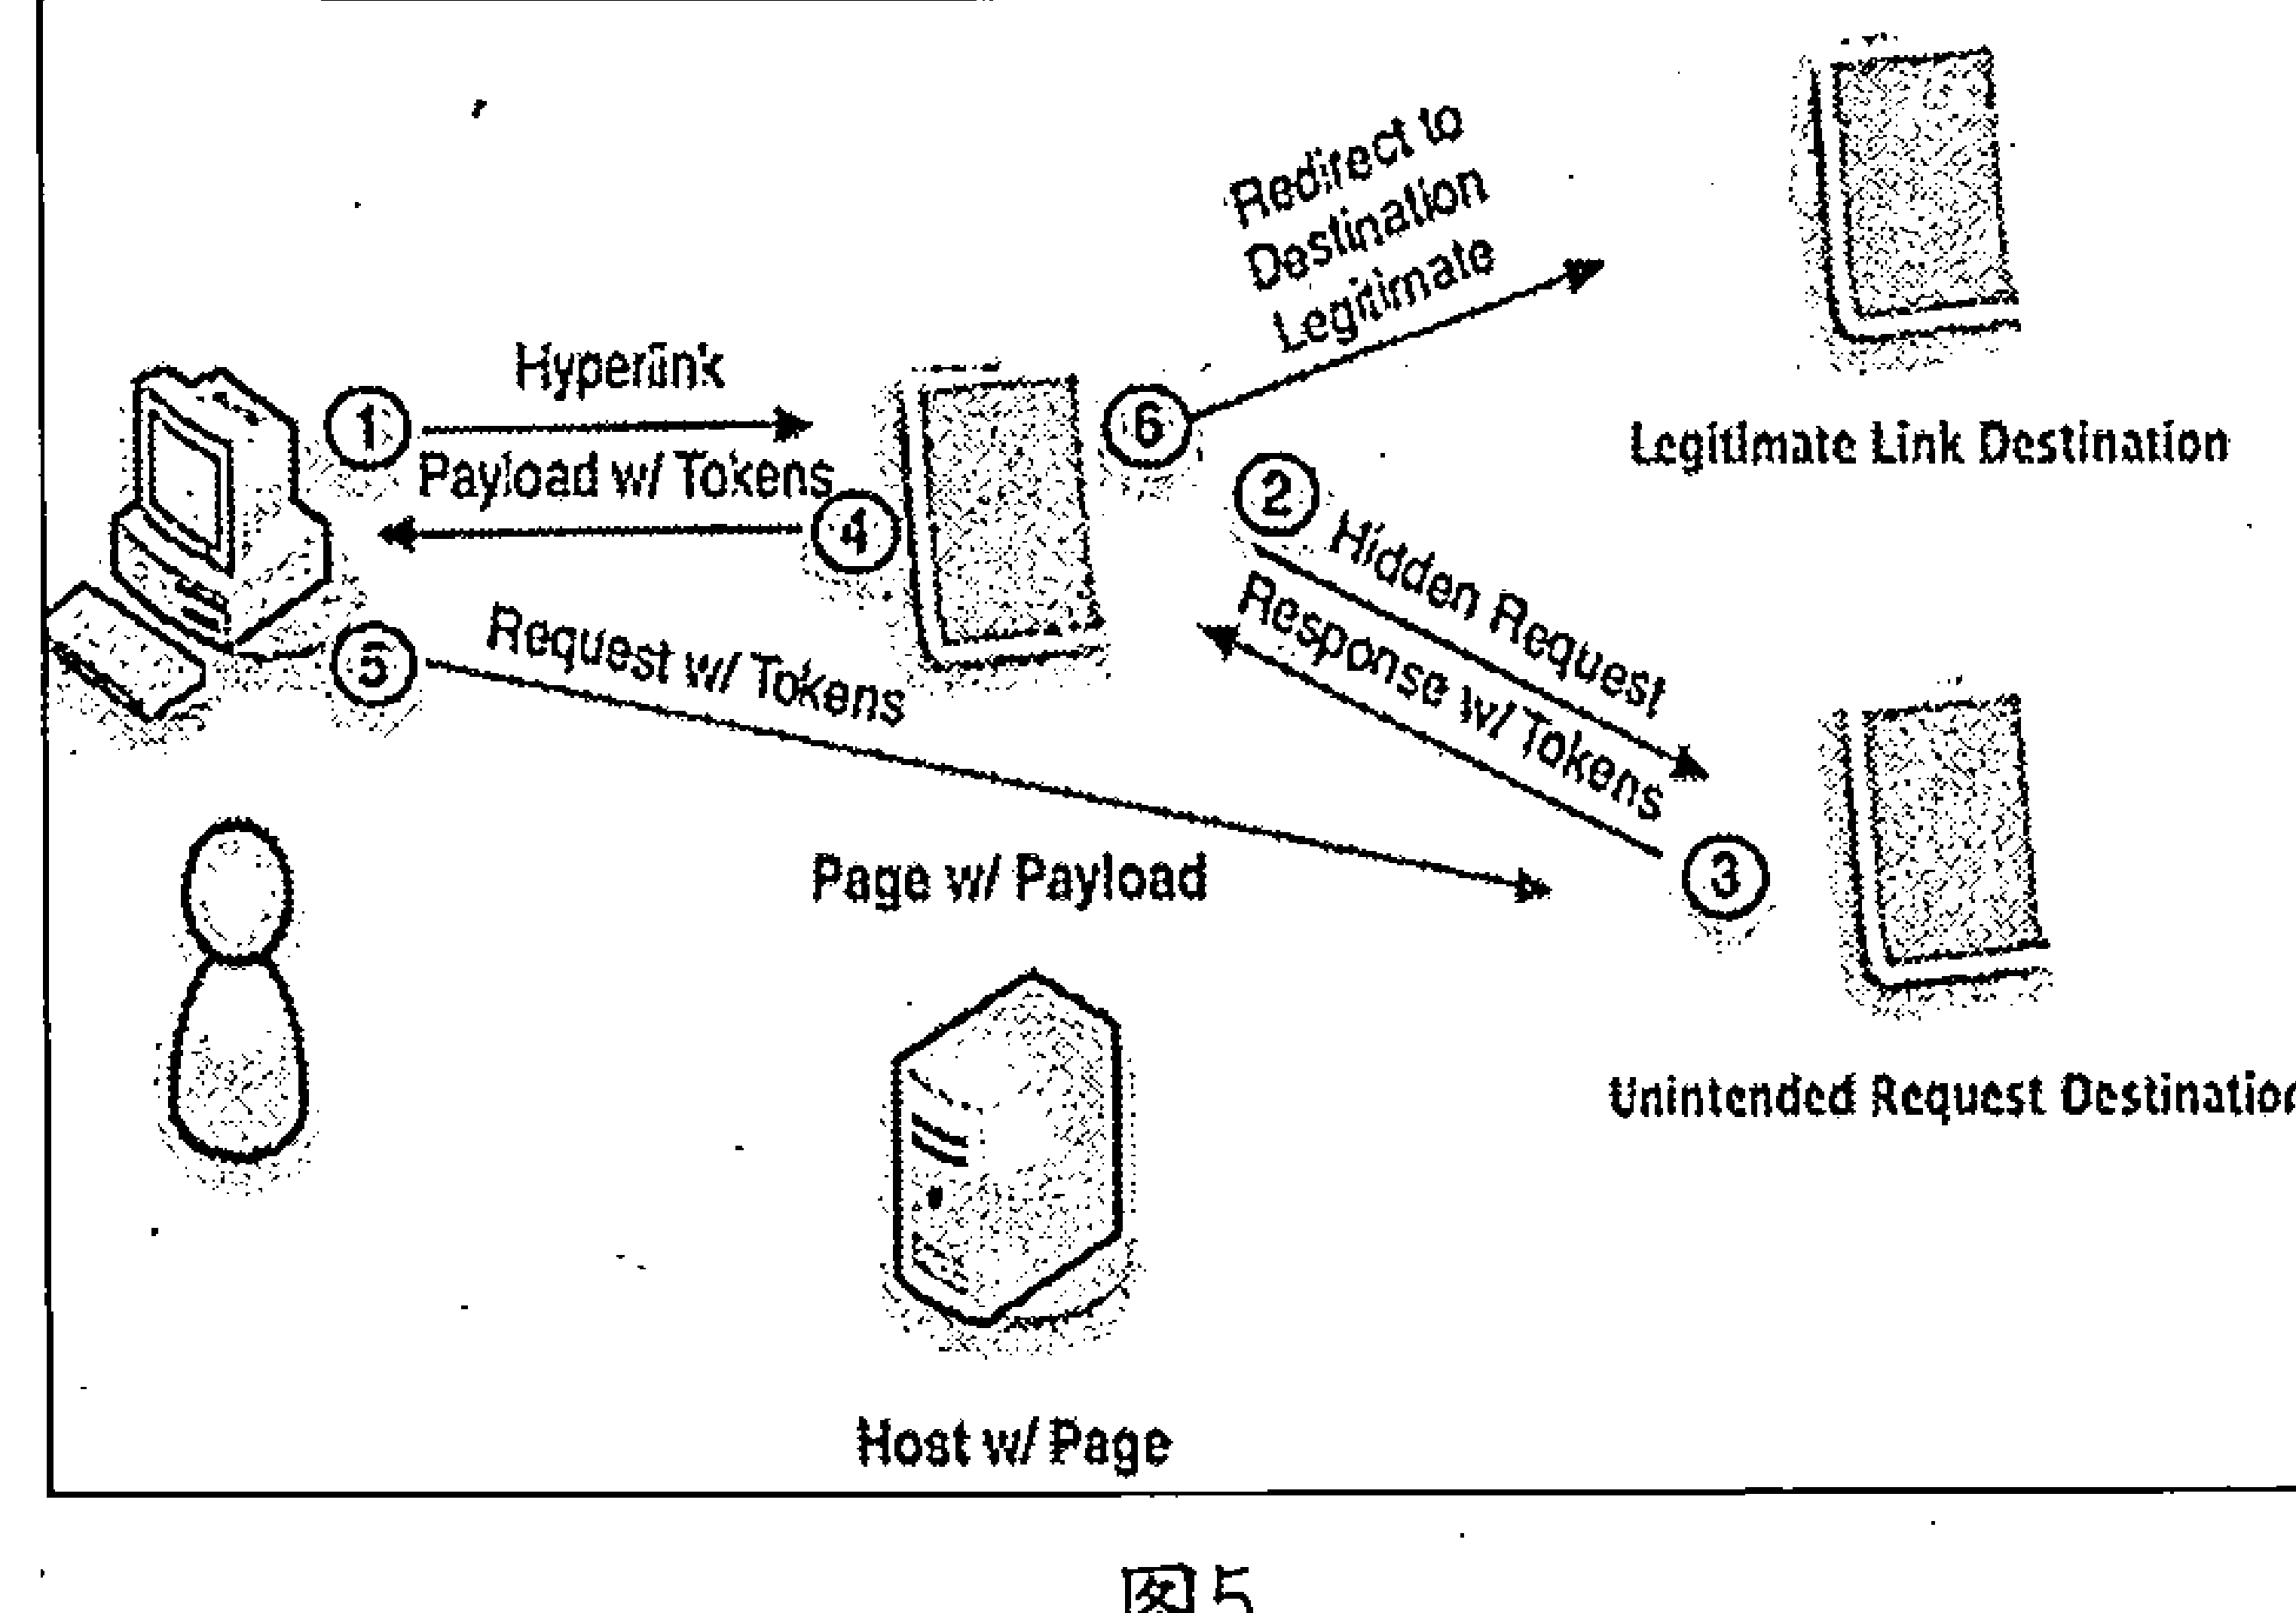 Redirect to
Destination
Legitimate
Legitimate Link Destination
1
Hyperlink
6
Payload w/ Tokens
4
2
Hidden Request
Response w/ Tokens
5
Request w/ Tokens
3
Page w/ Payload
Unintended Request Destination
Host w/ Page
图5